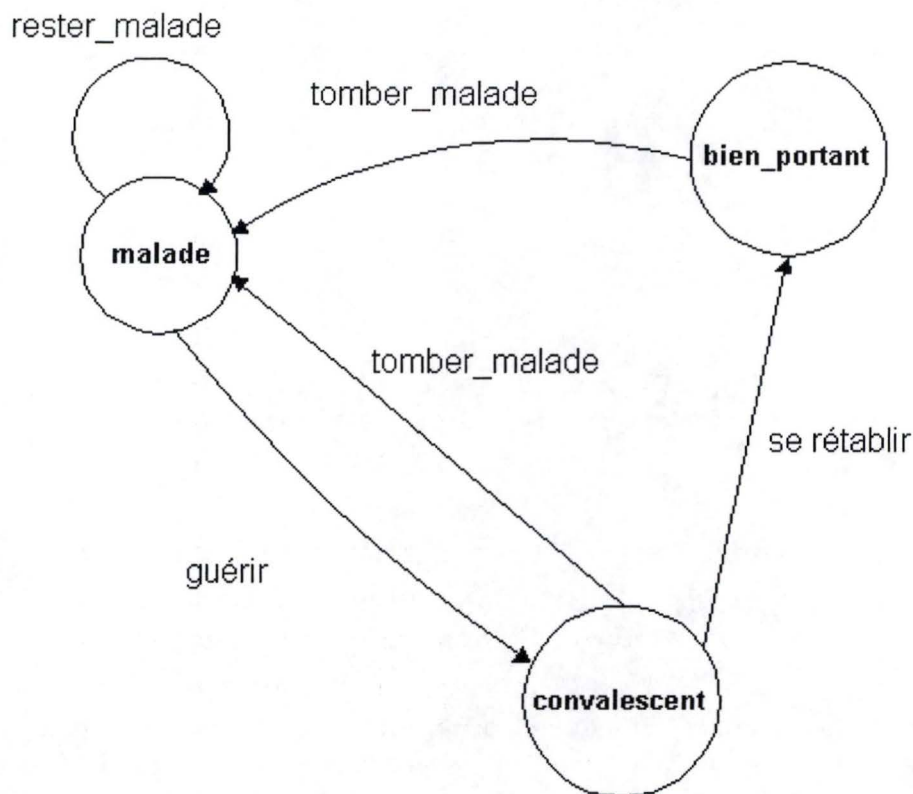 rester_malade
tomber_malade
bien_portant
malade
tomber_malade
se rétablir
guérir
convalescent